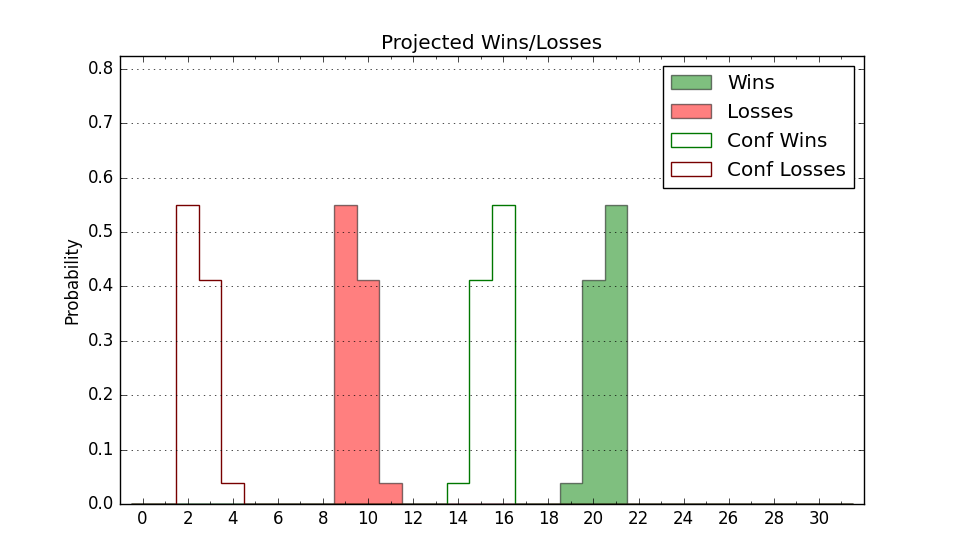 Projected Wins/Losses
Probability
0.8
0.7
0.6
0.5
0.4
0.3
0.2
0.1
0.0
Wins
Losses
Conf Wins
Conf Losses
0 2 4 6 8 10 12 14 16 18 20 22 24 26 28 30